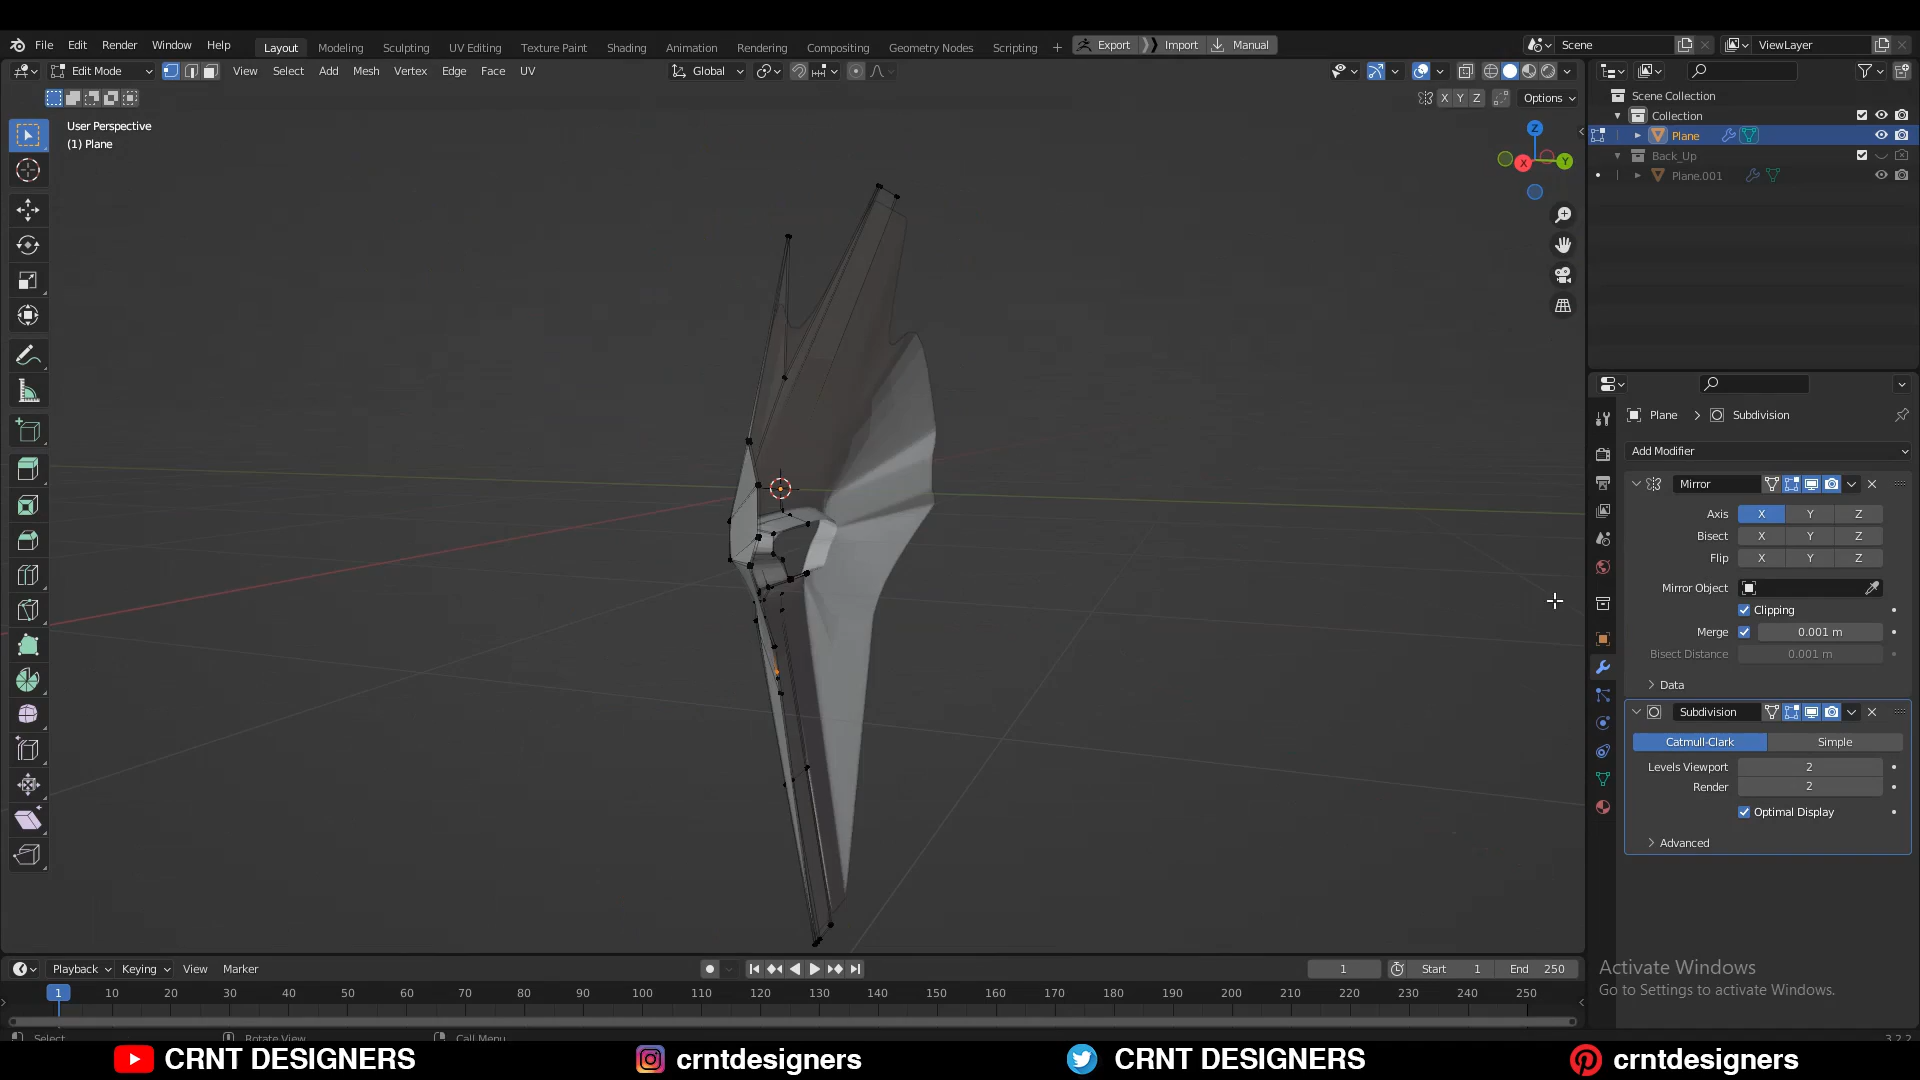 File Edit Render Window Help Layout Modeling Sculpting UV Editing Texture Paint Shading Animation Rendering Compositing Geometry Nodes Scripting + Export Import Manual Scene ViewLayer
Edit Mode View Select Add Mesh Vertex Edge Face UV Global
X Y Z Options
User Perspective
(1) Plane
Z
X
Y
Scene Collection
Collection
Plane
Back_Up
Plane.001
Plane > Subdivision
Add Modifier
Mirror
Axis X Y Z
Bisect X Y Z
Flip X Y Z
Mirror Object
Clipping
Merge 0.001 m
Bisect Distance 0.001 m
Data
Subdivision
Catmull-Clark Simple
Levels Viewport 2
Render 2
Optimal Display
Advanced
Activate Windows
Go to Settings to activate Windows.
Playback Keying View Marker 1 Start 1 End 250
1 10 20 30 40 50 60 70 80 90 100 110 120 130 140 150 160 170 180 190 200 210 220 230 240 250
Select Rotate View Call Menu 3.2.2
CRNT DESIGNERS crntdesigners CRNT DESIGNERS crntdesigners